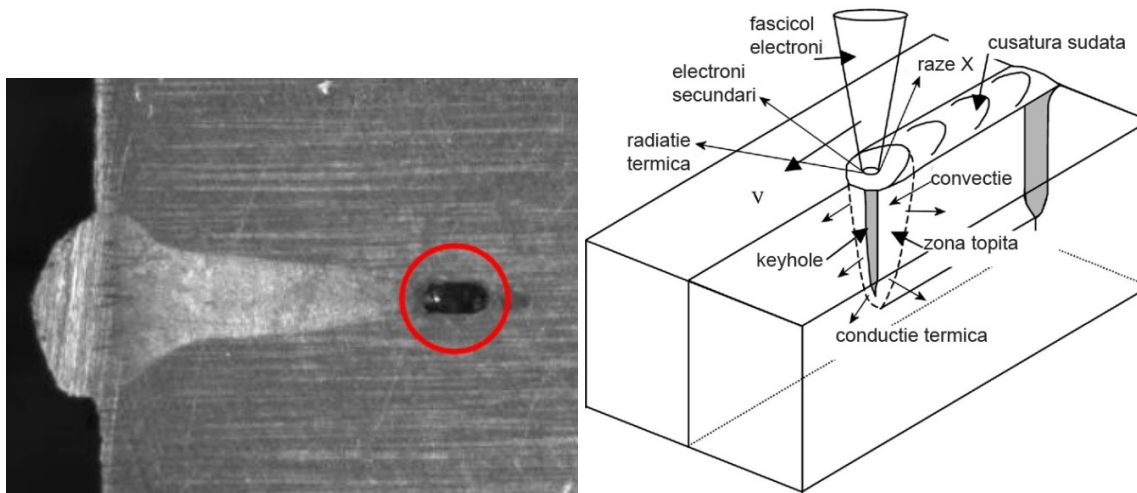 fascicol
electroni
cusatura sudata
electroni
secundari
raze X
radiatie
termica
convectie
V
keyhole
zona topita
conductie termica